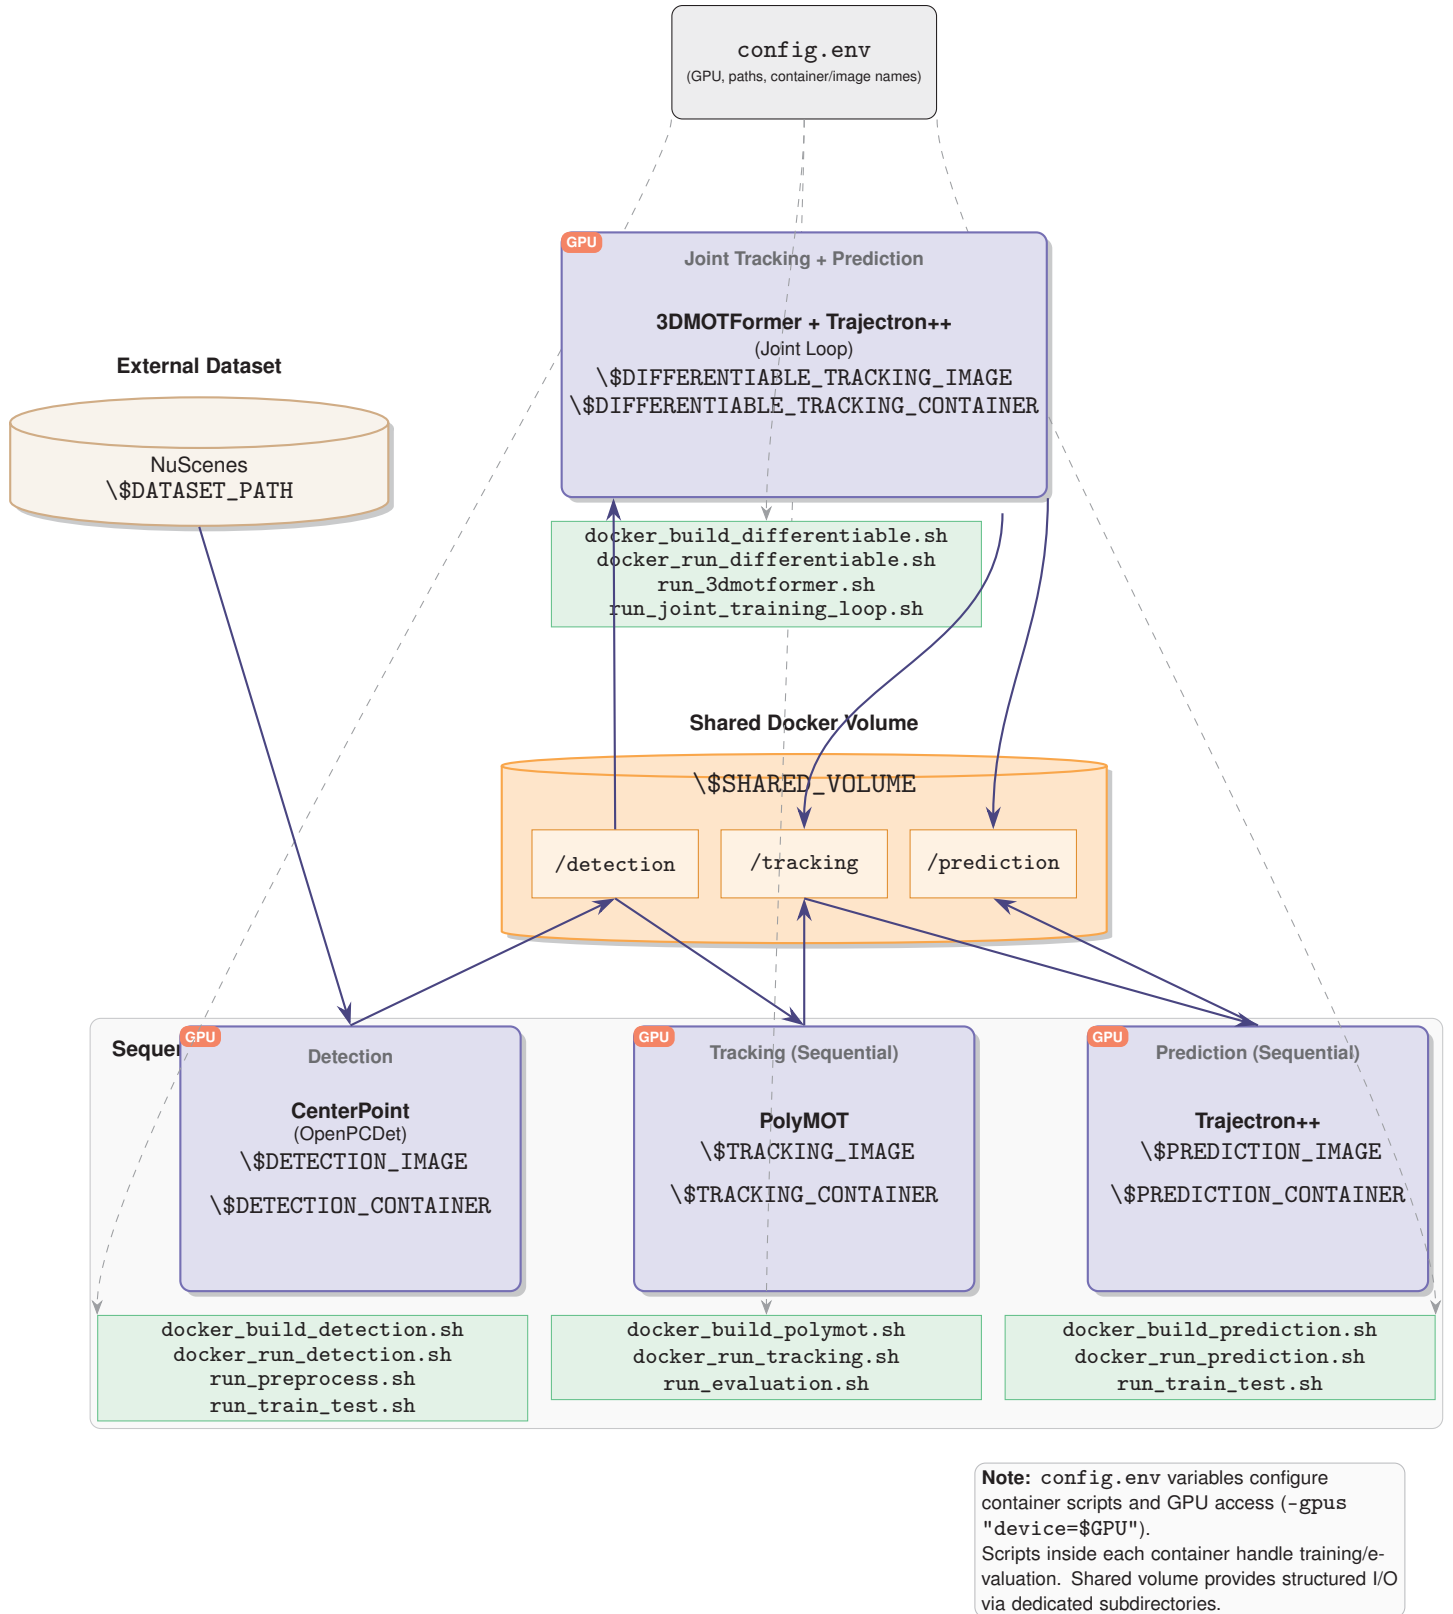 config.env
(GPU, paths, container/image names)
GPU
Joint Tracking + Prediction
3DMOTFormer + Trajectron++
(Joint Loop)
\$DIFFERENTIABLE_TRACKING_IMAGE
\$DIFFERENTIABLE_TRACKING_CONTAINER
External Dataset
NuScenes
\$DATASET_PATH
docker_build_differentiable.sh
docker_run_differentiable.sh
run_3dmotformer.sh
run_joint_training_loop.sh
Shared Docker Volume
\$SHARED_VOLUME
/detection
/tracking
/prediction
GPU
Detection
CenterPoint
(OpenPCDet)
\$DETECTION_IMAGE
\$DETECTION_CONTAINER
GPU
Tracking (Sequential)
PolyMOT
\$TRACKING_IMAGE
\$TRACKING_CONTAINER
GPU
Prediction (Sequential)
Trajectron++
\$PREDICTION_IMAGE
\$PREDICTION_CONTAINER
docker_build_detection.sh
docker_run_detection.sh
run_preprocess.sh
run_train_test.sh
docker_build_polymot.sh
docker_run_tracking.sh
run_evaluation.sh
docker_build_prediction.sh
docker_run_prediction.sh
run_train_test.sh
Note: config.env variables configure
container scripts and GPU access (-gpus
"device=$GPU").
Scripts inside each container handle training/e-
valuation. Shared volume provides structured I/O
via dedicated subdirectories.